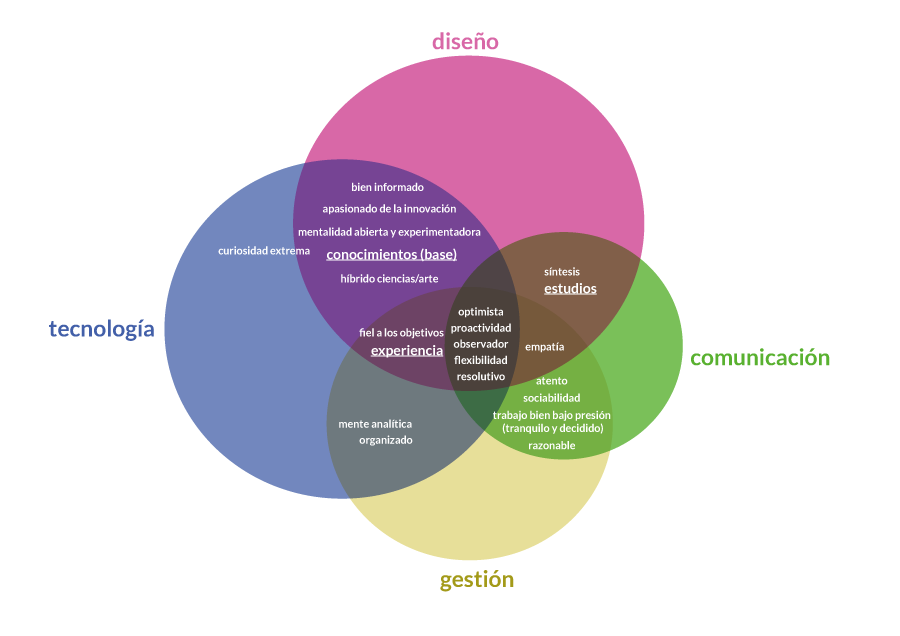 diseño
bien informado
apasionado de la innovación
mentalidad abierta y experimentadora
curiosidad extrema
conocimientos (base)
híbrido ciencias/arte
síntesis
estudios
tecnología
fiel a los objetivos
experiencia
optimista
proactividad
observador
flexibilidad
resolutivo
empatía
comunicación
atento
sociabilidad
trabajo bien bajo presión
(tranquilo y decidido)
razonable
mente analítica
organizado
gestión